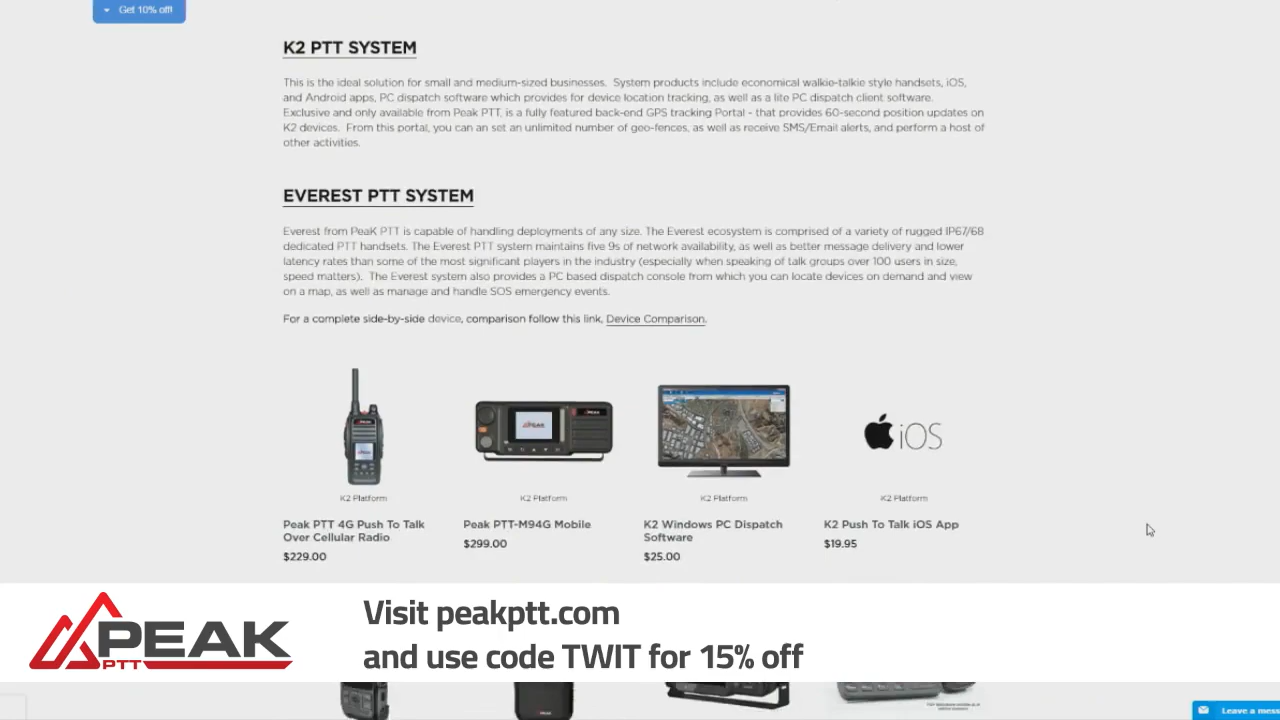 Get 10% off!
K2 PTT SYSTEM
This is the ideal solution for small and medium-sized businesses. System products include economical walkie-talkie style handsets, iOS,
and Android apps, PC dispatch software which provides for device location tracking, as well as a lite PC dispatch client software.
Exclusive and only available from Peak PTT, is a fully featured back-end GPS tracking Portal - that provides 60-second position updates on
K2 devices. From this portal, you can an set an unlimited number of geo-fences, as well as receive SMS/Email alerts, and perform a host of
other activities.
EVEREST PTT SYSTEM
Everest from PeaK PTT is capable of handling deployments of any size. The Everest ecosystem is comprised of a variety of rugged IP67/68
dedicated PTT handsets. The Everest PTT system maintains five 9s of network availability, as well as better message delivery and lower
latency rates than some of the most significant players in the industry (especially when speaking of talk groups over 100 users in size,
speed matters). The Everest system also provides a PC based dispatch console from which you can locate devices on demand and view
on a map, as well as manage and handle SOS emergency events.
For a complete side-by-side device, comparison follow this link, Device Comparison.
PEAK
iOS
K2 Platform
K2 Platform
K2 Platform
K2 Platform
Peak PTT 4G Push To Talk
Over Cellular Radio
$229.00
Peak PTT-M94G Mobile
$299.00
K2 Windows PC Dispatch
Software
$25.00
K2 Push To Talk iOS App
$19.95
PEAK
PTT
Visit peakptt.com
and use code TWIT for 15% off
PEAK
Leave a mess